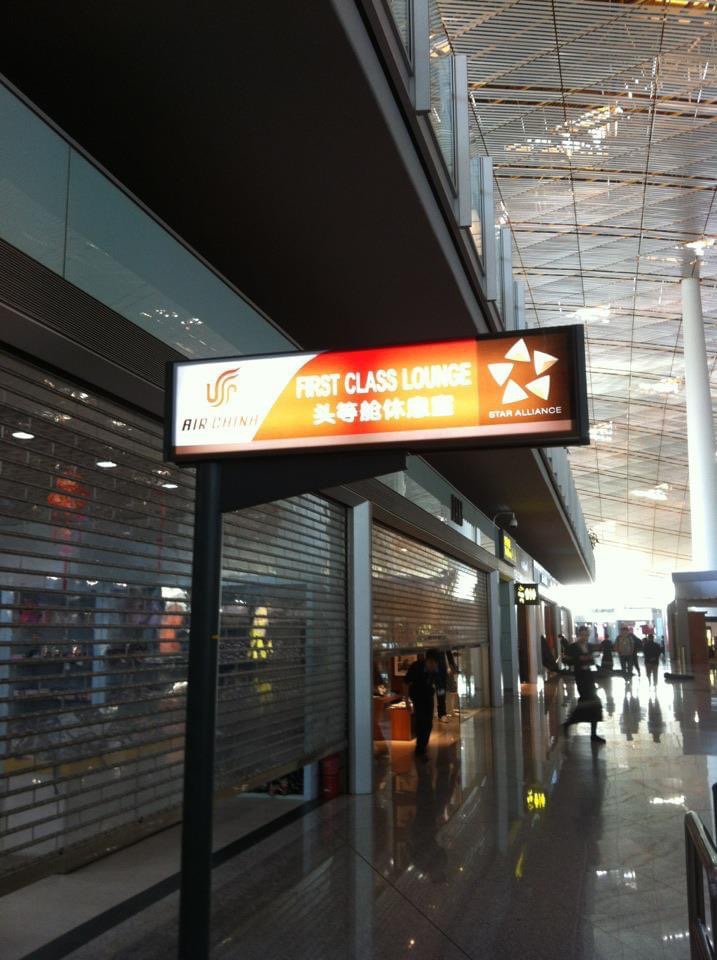 AIR CHINA
FIRST CLASS LOUNGE
头等舱休息室
STAR ALLIANCE